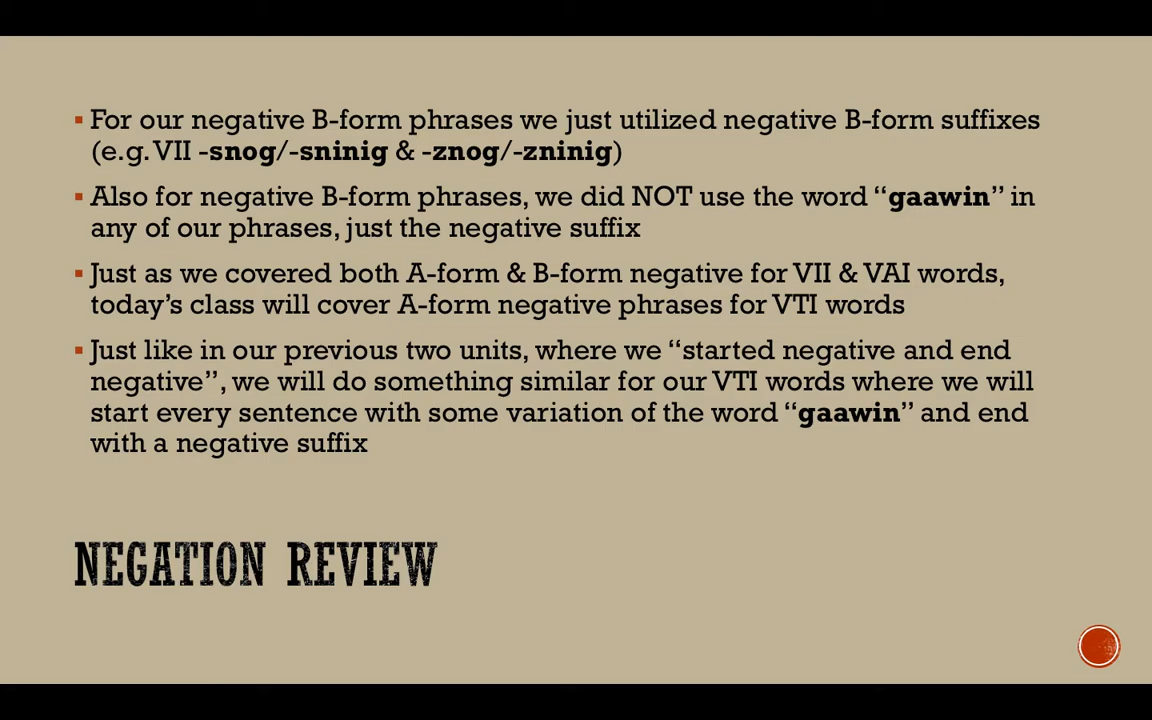 ▪ For our negative B-form phrases we just utilized negative B-form suffixes
(e.g. VII -snog/-sninig & -znog/-zninig)
▪ Also for negative B-form phrases, we did NOT use the word “gaawin” in
any of our phrases, just the negative suffix
▪ Just as we covered both A-form & B-form negative for VII & VAI words,
today’s class will cover A-form negative phrases for VTI words
▪ Just like in our previous two units, where we “started negative and end
negative”, we will do something similar for our VTI words where we will
start every sentence with some variation of the word “gaawin” and end
with a negative suffix
NEGATION REVIEW